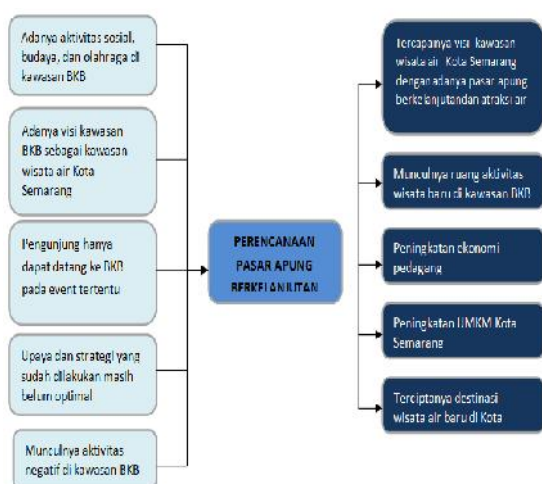 Adanya aktivitas sosial,
budaya, dan olahraga di
kawasan BKB
Adanya visi kawasan
BKB sebagai kawasan
wisata air Kota
Semarang
Pengunjung hanya
dapat datang ke BKB
pada event tertentu
Upaya dan strategi yang
sudah dilakukan masih
belum optimal
Munculnya aktivitas
negatif di kawasan BKB
PERENCANAAN
PASAR APUNG
BERKELANJUTAN
Tercapainya visi kawasan
wisata air Kota Semarang
dengan adanya pasar apung
berkelanjutandan atraksi air
Munculnya ruang aktivitas
wisata baru di kawasan BKB
Peningkatan ekonomi
pedagang
Peningkatan UMKM Kota
Semarang
Terciptanya destinasi
wisata air baru di Kota